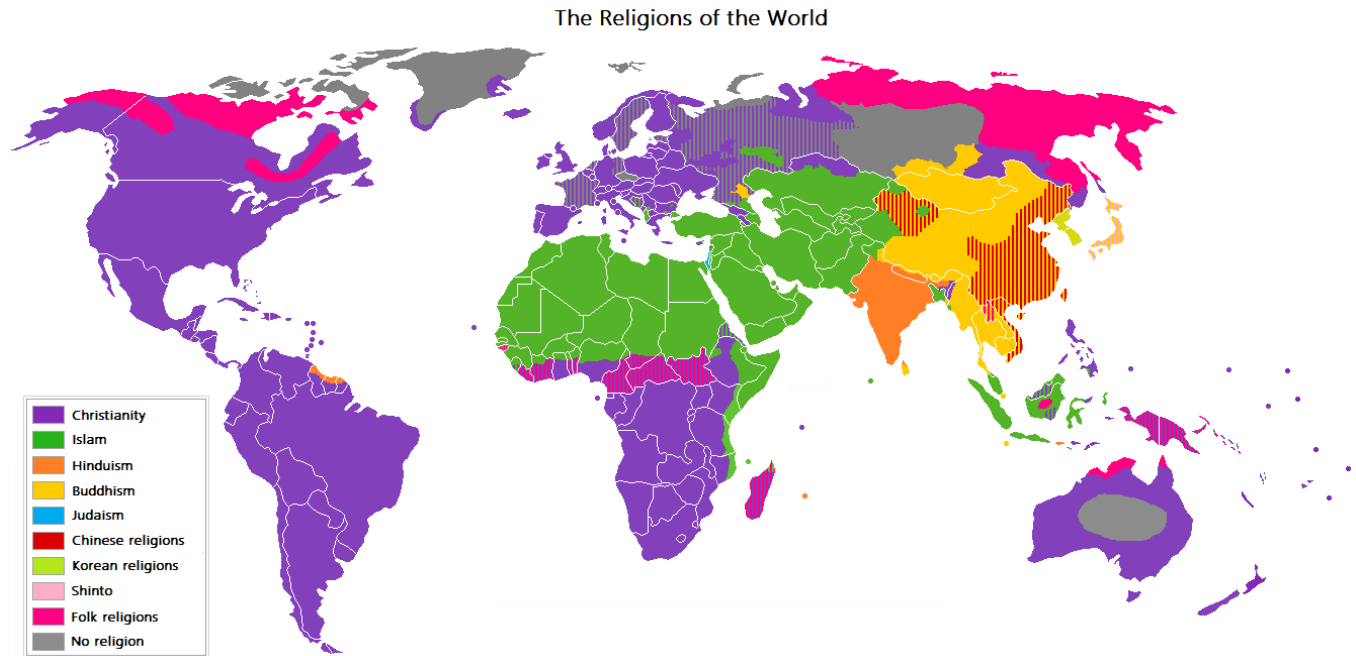 The Religions of the World
Christianity
Islam
Hinduism
Buddhism
Judaism
Chinese religions
Korean religions
Shinto
Folk religions
No religion